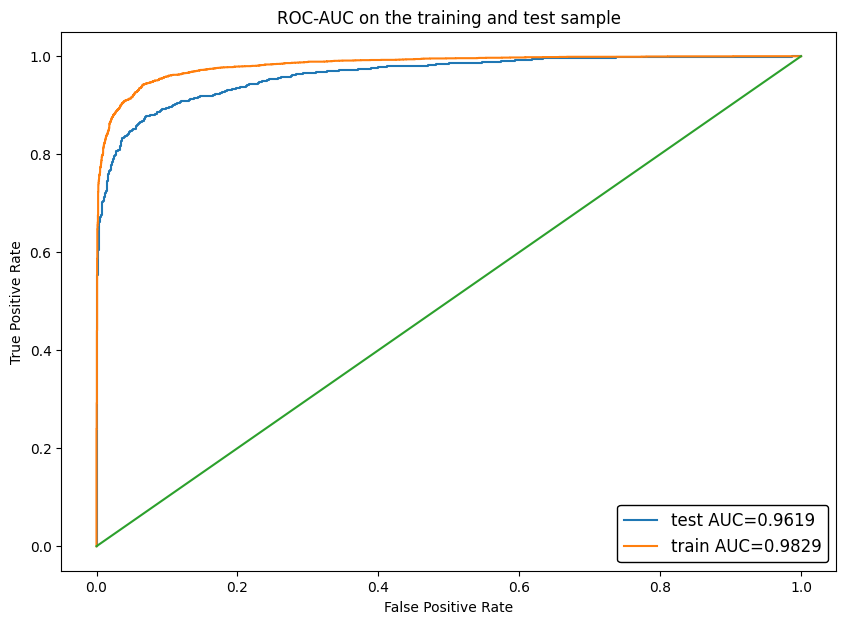 ROC-AUC on the training and test sample
True Positive Rate
1.0
0.8
0.6
0.4
0.2
0.0
0.0 0.2 0.4 0.6 0.8 1.0
False Positive Rate
test AUC=0.9619
train AUC=0.9829